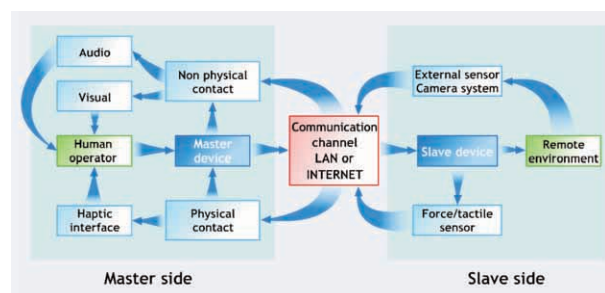 Audio
Non physical
contact
Visual
Human
operator
Master
device
Haptic
interface
Physical
contact
Communication
channel
LAN or
INTERNET
External sensor
Camera system
Slave device
Remote
environment
Force/tactile
sensor
Master side
Slave side